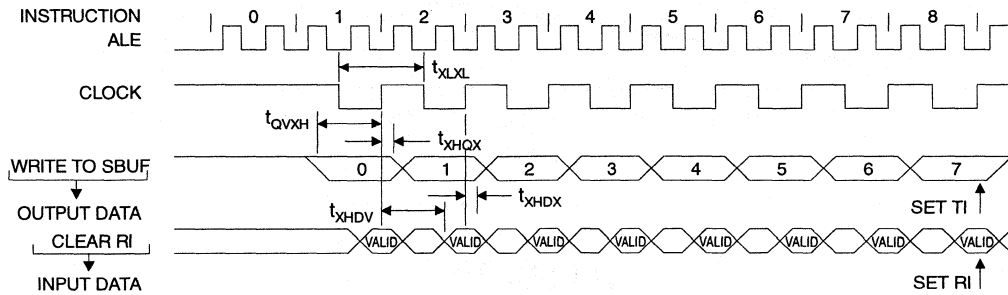 INSTRUCTION 0 1 2 3 4 5 6 7 8
ALE
tXLXL
CLOCK
tQVXH
tXHQX
WRITE TO SBUF 0 1 2 3 4 5 6 7
tXHDV tXHDX
OUTPUT DATA SET TI
CLEAR RI VALID VALID VALID VALID VALID VALID VALID VALID
INPUT DATA SET RI